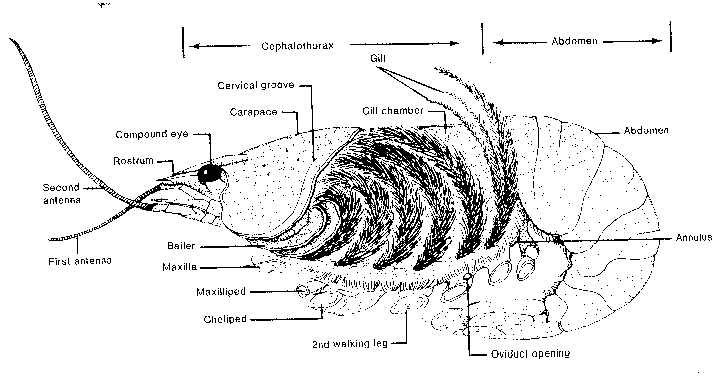 Cephalothorax
Abdomen
Gill
Cervical groove
Carapace
Gill chamber
Compound eye
Abdomen
Rostrum
Second
antenna
Bailer
Annulus
First antenna
Maxilla
Maxilliped
Cheliped
2nd walking leg
Oviduct opening